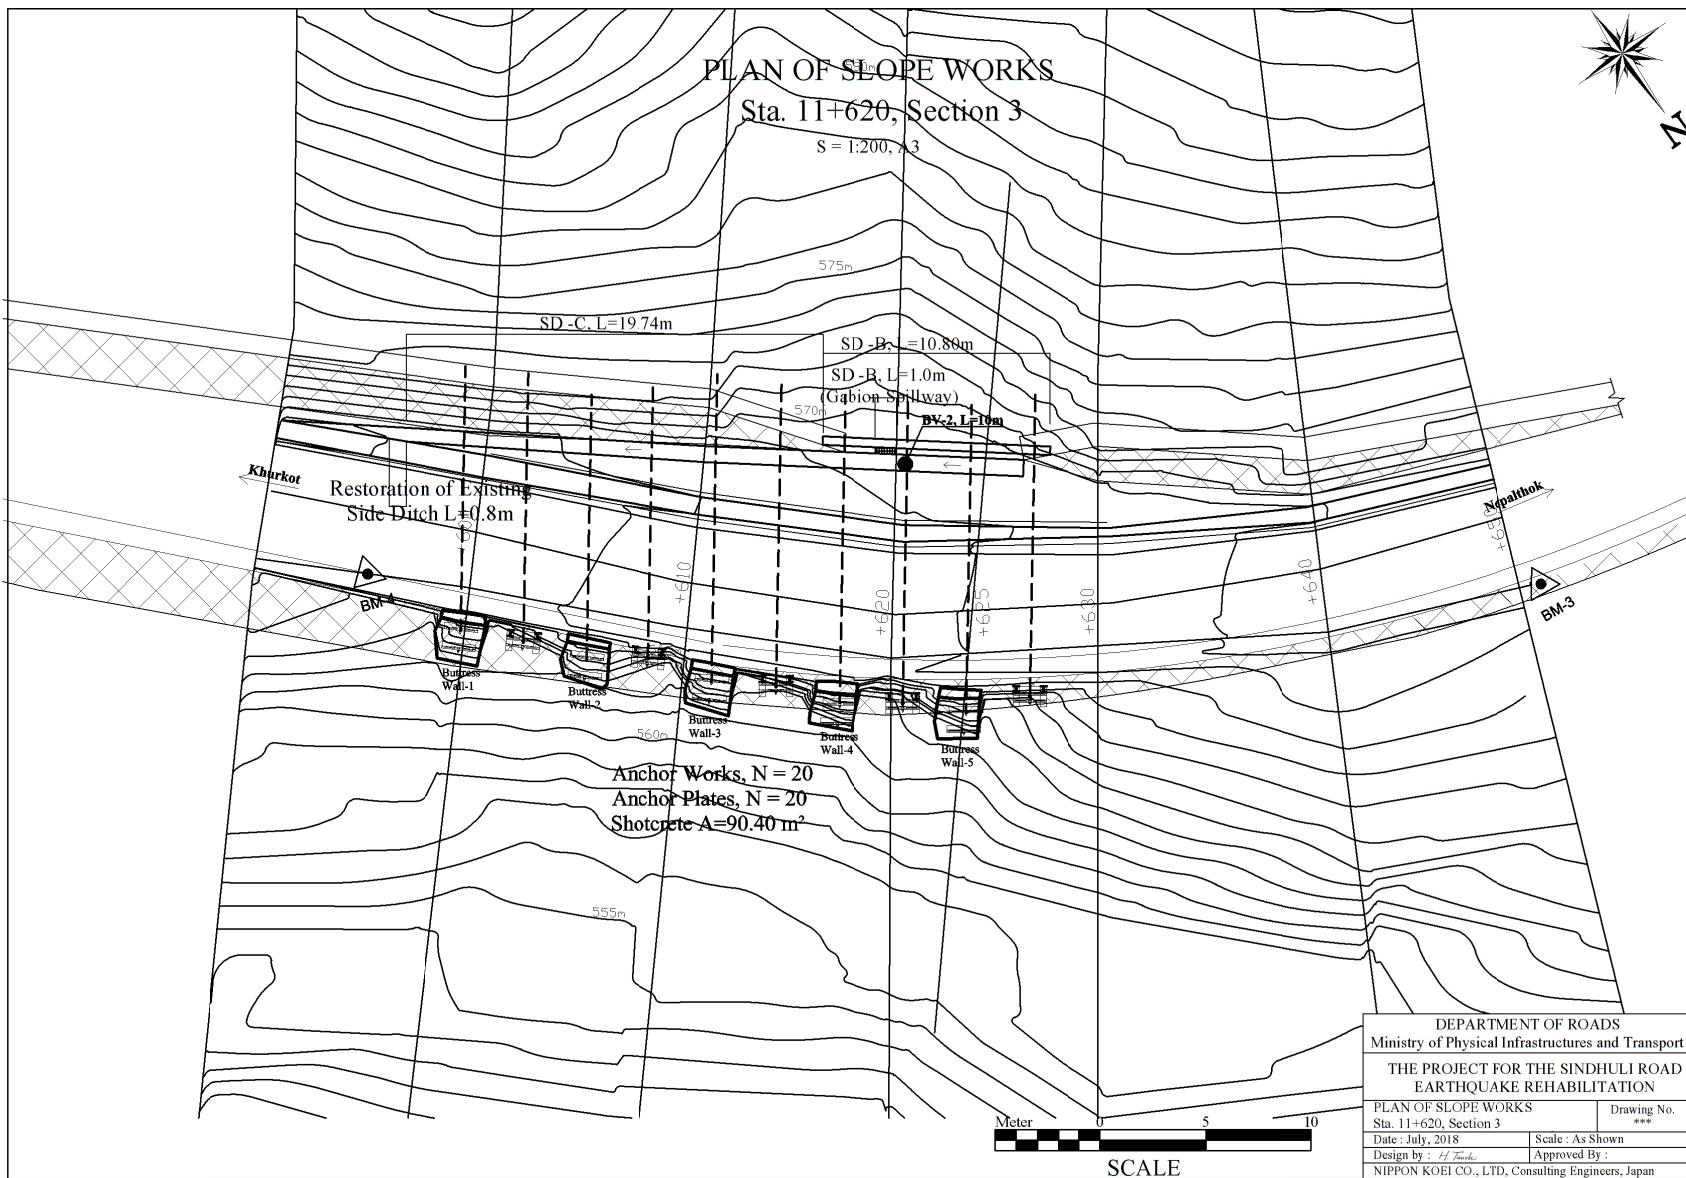 PLAN OF SLOPE WORKS
Sta. 11+620, Section 3
S = 1:200, A3
N
575m
SD -C, L=19.74m
SD -B, L=10.80m
SD -B, L=1.0m
(Gabion Spillway)
570m
BV-2, L=10m
Khurkot
Restoration of Existing
Side Ditch L=0.8m
Nepalthok
+610
+620
+625
+630
+640
BM-4
BM-3
Buttress
Wall-1
Buttress
Wall-2
Buttress
Wall-3
Buttress
Wall-4
Buttress
Wall-5
560m
Anchor Works, N = 20
Anchor Plates, N = 20
Shotcrete A=90.40 m²
555m
Meter 0 5 10
SCALE
DEPARTMENT OF ROADS
Ministry of Physical Infrastructures and Transport
THE PROJECT FOR THE SINDHULI ROAD
EARTHQUAKE REHABILITATION
PLAN OF SLOPE WORKS
Sta. 11+620, Section 3
Drawing No.
***
Date : July, 2018
Scale : As Shown
Design by :
Approved By :
NIPPON KOEI CO., LTD, Consulting Engineers, Japan